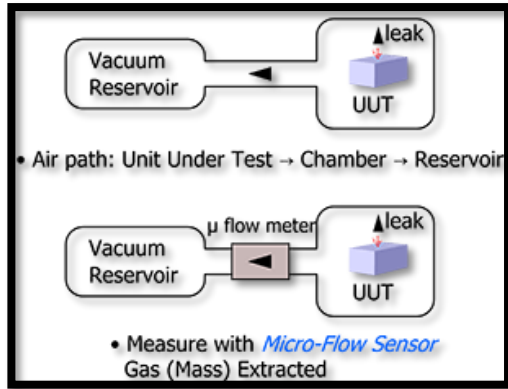 leak
Vacuum
Reservoir
UUT
• Air path: Unit Under Test → Chamber → Reservoir
µ flow meter
leak
Vacuum
Reservoir
UUT
• Measure with Micro-Flow Sensor
Gas (Mass) Extracted